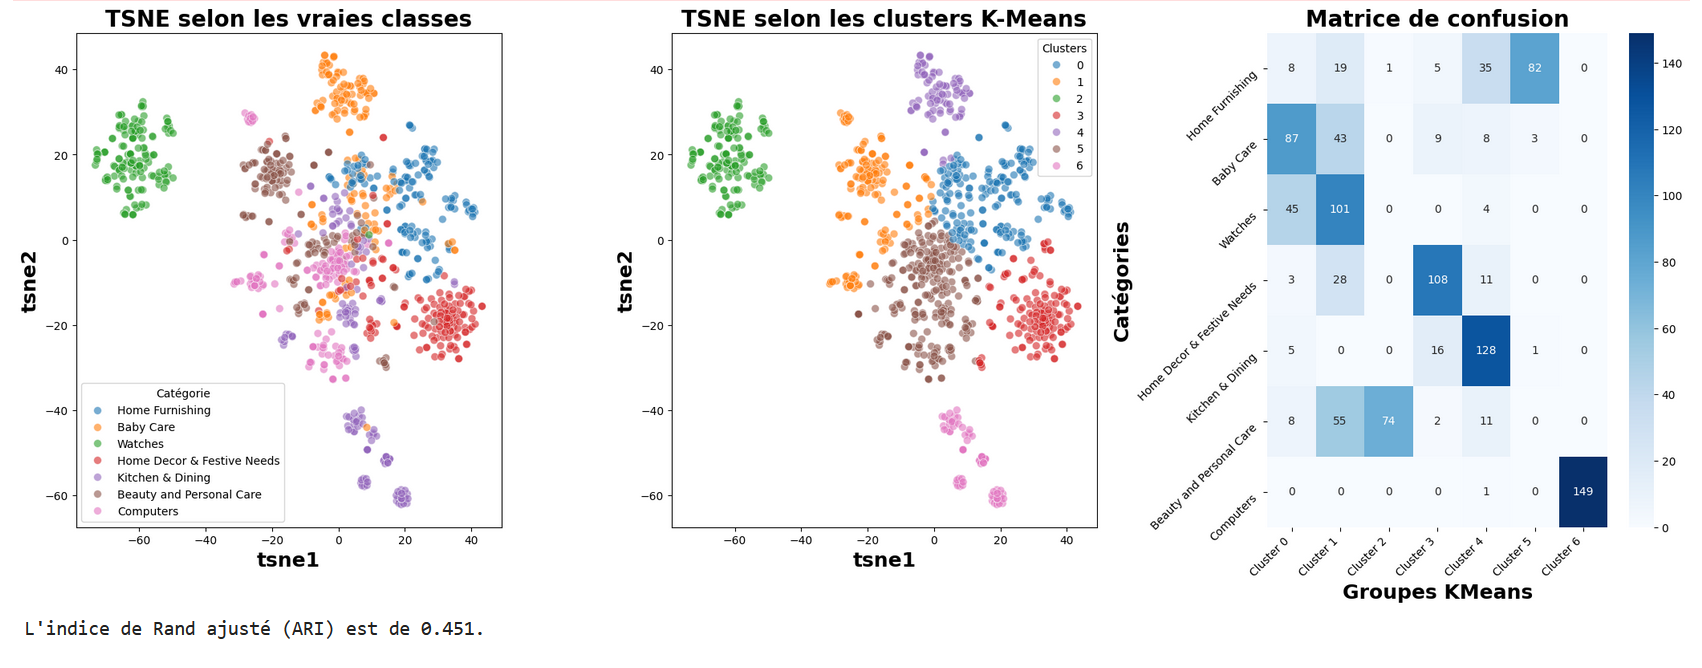 TSNE selon les vraies classes
tsne2
40
20
0
−20
−40
−60
−60
−40
−20
0
20
40
tsne1
Catégorie
Home Furnishing
Baby Care
Watches
Home Decor & Festive Needs
Kitchen & Dining
Beauty and Personal Care
Computers
TSNE selon les clusters K-Means
tsne2
40
20
0
−20
−40
−60
−60
−40
−20
0
20
40
tsne1
Clusters
0
1
2
3
4
5
6
Matrice de confusion
Catégories
Home Furnishing
8 19 1 5 35 82 0
Baby Care
87 43 0 9 8 3 0
Watches
45 101 0 0 4 0 0
Home Decor & Festive Needs
3 28 0 108 11 0 0
Kitchen & Dining
5 0 0 16 128 1 0
Beauty and Personal Care
8 55 74 2 11 0 0
Computers
0 0 0 0 1 0 149
Cluster 0
Cluster 1
Cluster 2
Cluster 3
Cluster 4
Cluster 5
Cluster 6
Groupes KMeans
140
120
100
80
60
40
20
0
L'indice de Rand ajusté (ARI) est de 0.451.